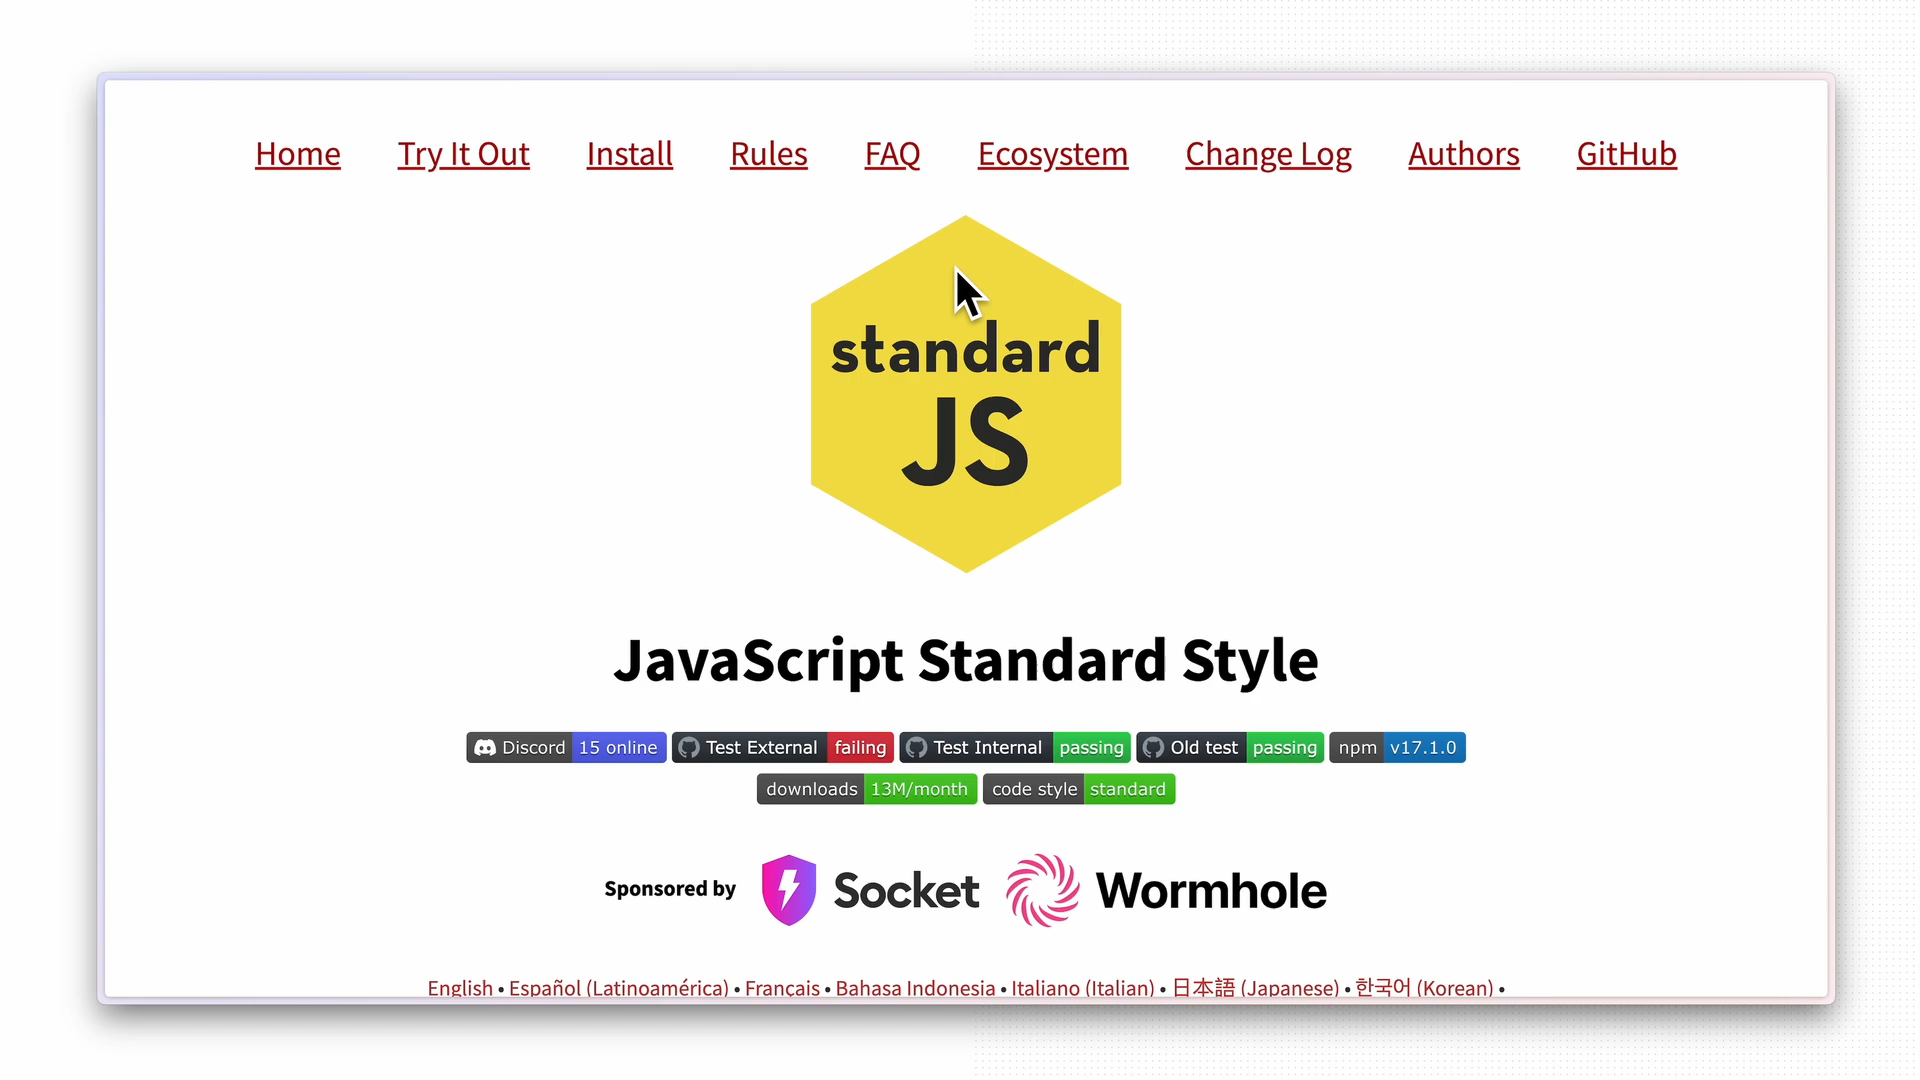 Home Try It Out Install Rules FAQ Ecosystem Change Log Authors GitHub
standard
JS
JavaScript Standard Style
Discord 15 online Test External failing Test Internal passing Old test passing npm v17.1.0
downloads 13M/month code style standard
Sponsored by Socket Wormhole
English • Español (Latinoamérica) • Français • Bahasa Indonesia • Italiano (Italian) • 日本語 (Japanese) • 한국어 (Korean) •